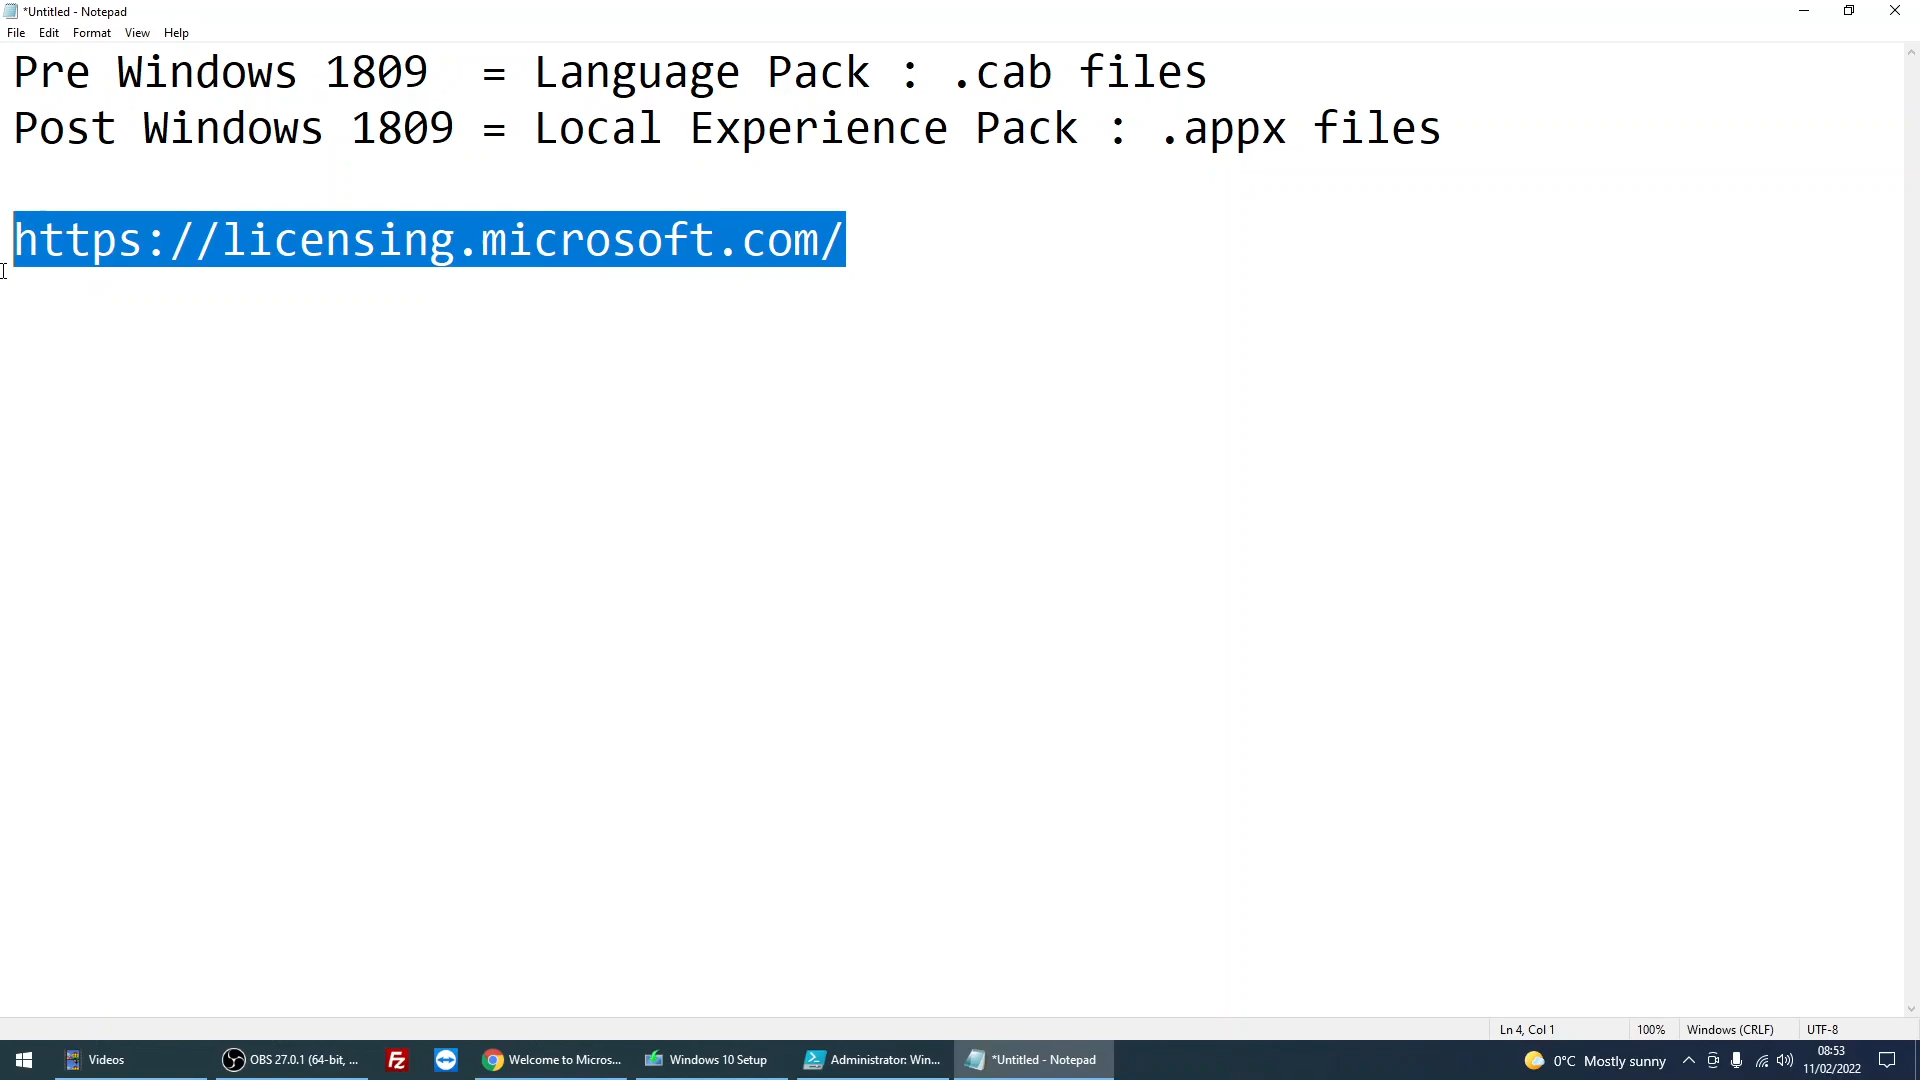 *Untitled - Notepad
File Edit Format View Help
Pre Windows 1809  = Language Pack : .cab files
Post Windows 1809 = Local Experience Pack : .appx files
https://licensing.microsoft.com/
Ln 4, Col 1 100% Windows (CRLF) UTF-8
Videos OBS 27.0.1 (64-bit, ... FZ Welcome to Micros... Windows 10 Setup Administrator: Win... *Untitled - Notepad 0°C Mostly sunny 08:53
11/02/2022